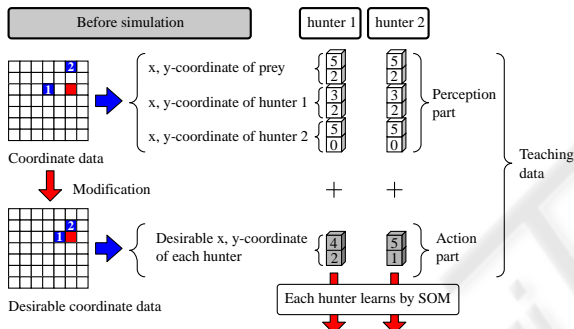 Before simulation
hunter 1 hunter 2
2
1
x, y-coordinate of prey
5 5
2 2
x, y-coordinate of hunter 1
3 3
2 2
x, y-coordinate of hunter 2
5 5
0 0
Perception
part
Coordinate data
Teaching
data
Modification
+ +
2
1
Desirable x, y-coordinate
of each hunter
4 5
2 1
Action
part
Desirable coordinate data
Each hunter learns by SOM